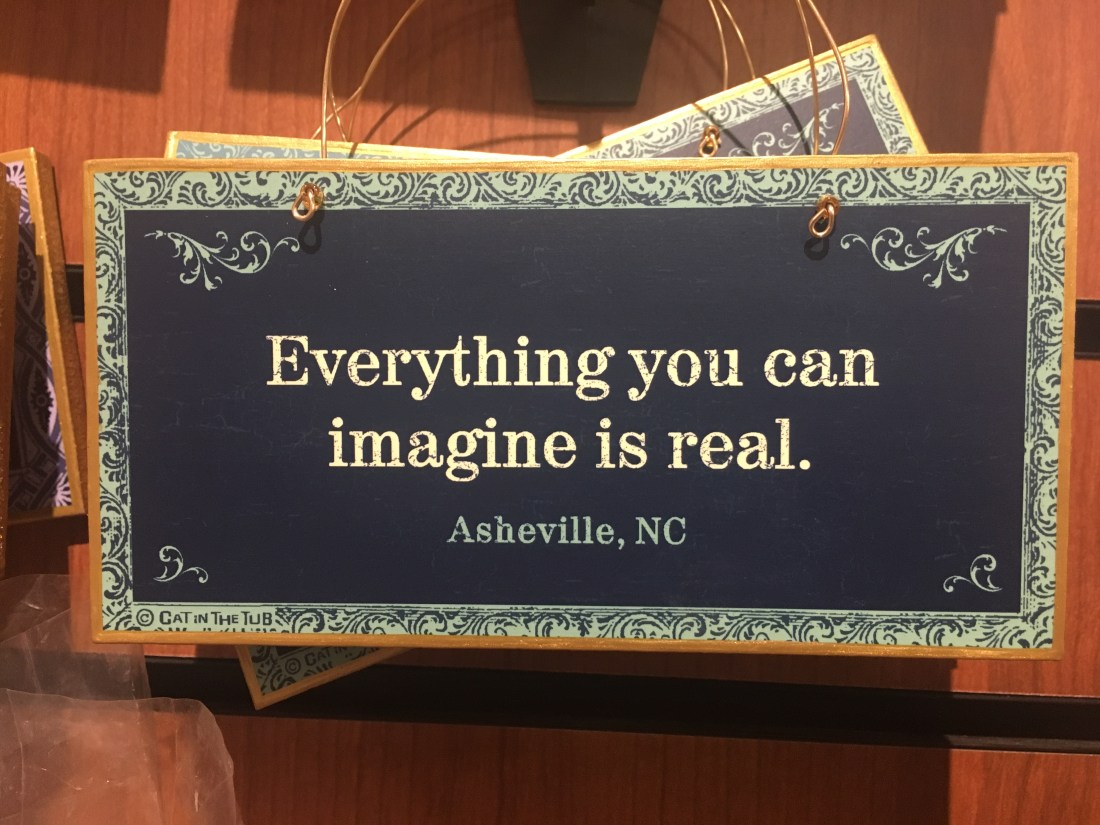 Everything you can
imagine is real.
Asheville, NC
© CAT IN THE TUB